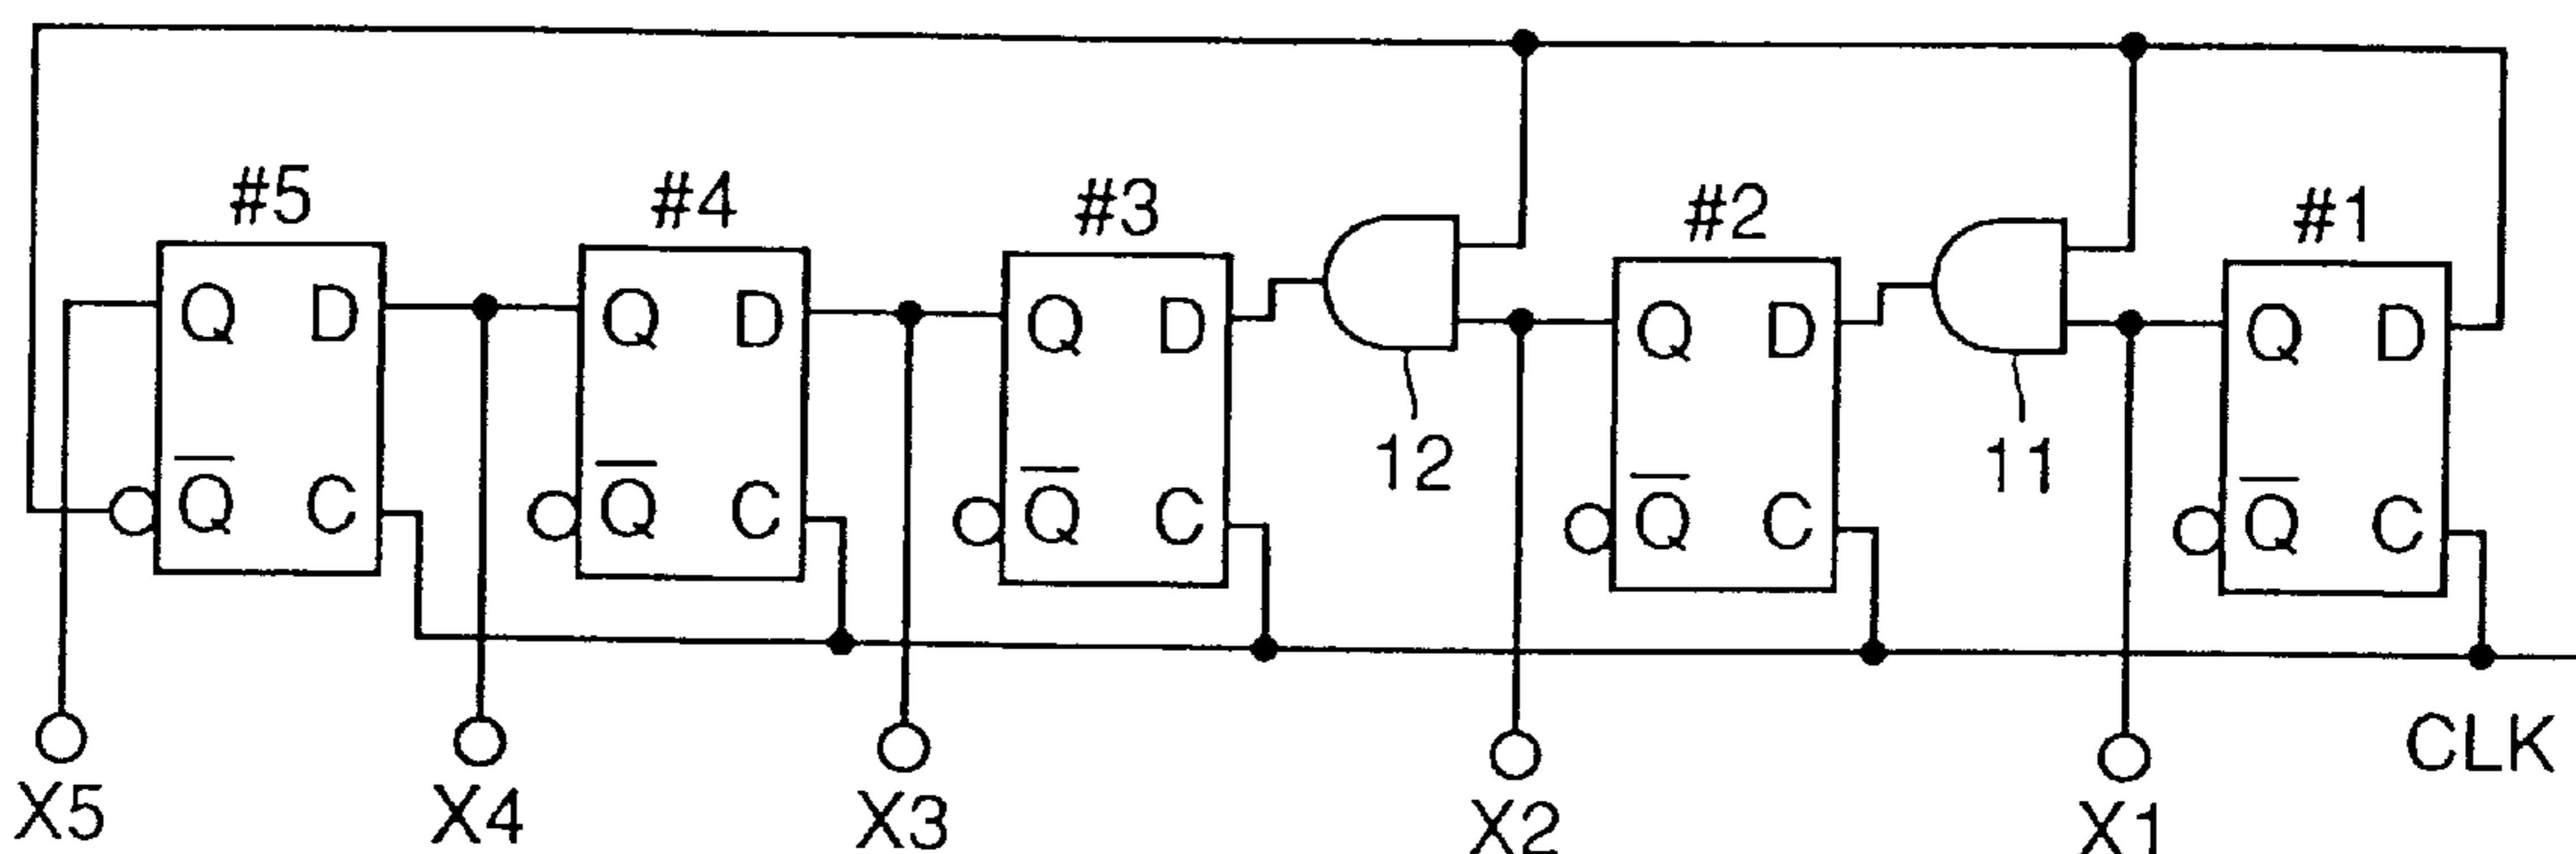 #5 #4 #3 #2 #1
Q D Q D Q D Q D Q D
12 11
Q̅ C Q̅ C Q̅ C Q̅ C Q̅ C
CLK
X5 X4 X3 X2 X1